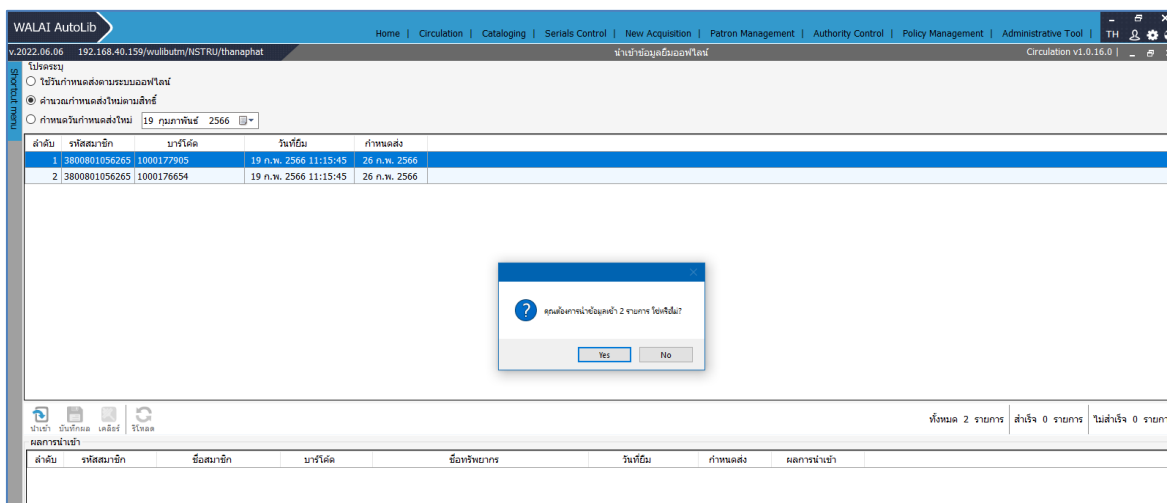 WALAI AutoLib
Home | Circulation | Cataloging | Serials Control | New Acquisition | Patron Management | Authority Control | Policy Management | Administrative Tool | TH
v.2022.06.06 192.168.40.159/wulibutm/NSTRU/thanaphat นำเข้าข้อมูลยืมออฟไลน์ Circulation v1.0.16.0 |
Shortcut menu
โปรดระบุ
ใช้วันกำหนดส่งตามระบบออฟไลน์
คำนวณกำหนดส่งใหม่ตามสิทธิ์
กำหนดวันกำหนดส่งใหม่ 19 กุมภาพันธ์ 2566
ลำดับ รหัสสมาชิก บาร์โค้ด วันที่ยืม กำหนดส่ง
1 3800801056265 1000177905 19 ก.พ. 2566 11:15:45 26 ก.พ. 2566
2 3800801056265 1000176654 19 ก.พ. 2566 11:15:45 26 ก.พ. 2566
คุณต้องการนำข้อมูลเข้า 2 รายการ ใช่หรือไม่?
Yes No
นำเข้า บันทึกผล เคลียร์ รีโหลด
ทั้งหมด 2 รายการ สำเร็จ 0 รายการ ไม่สำเร็จ 0 รายกา
ผลการนำเข้า
ลำดับ รหัสสมาชิก ชื่อสมาชิก บาร์โค้ด ชื่อทรัพยากร วันที่ยืม กำหนดส่ง ผลการนำเข้า